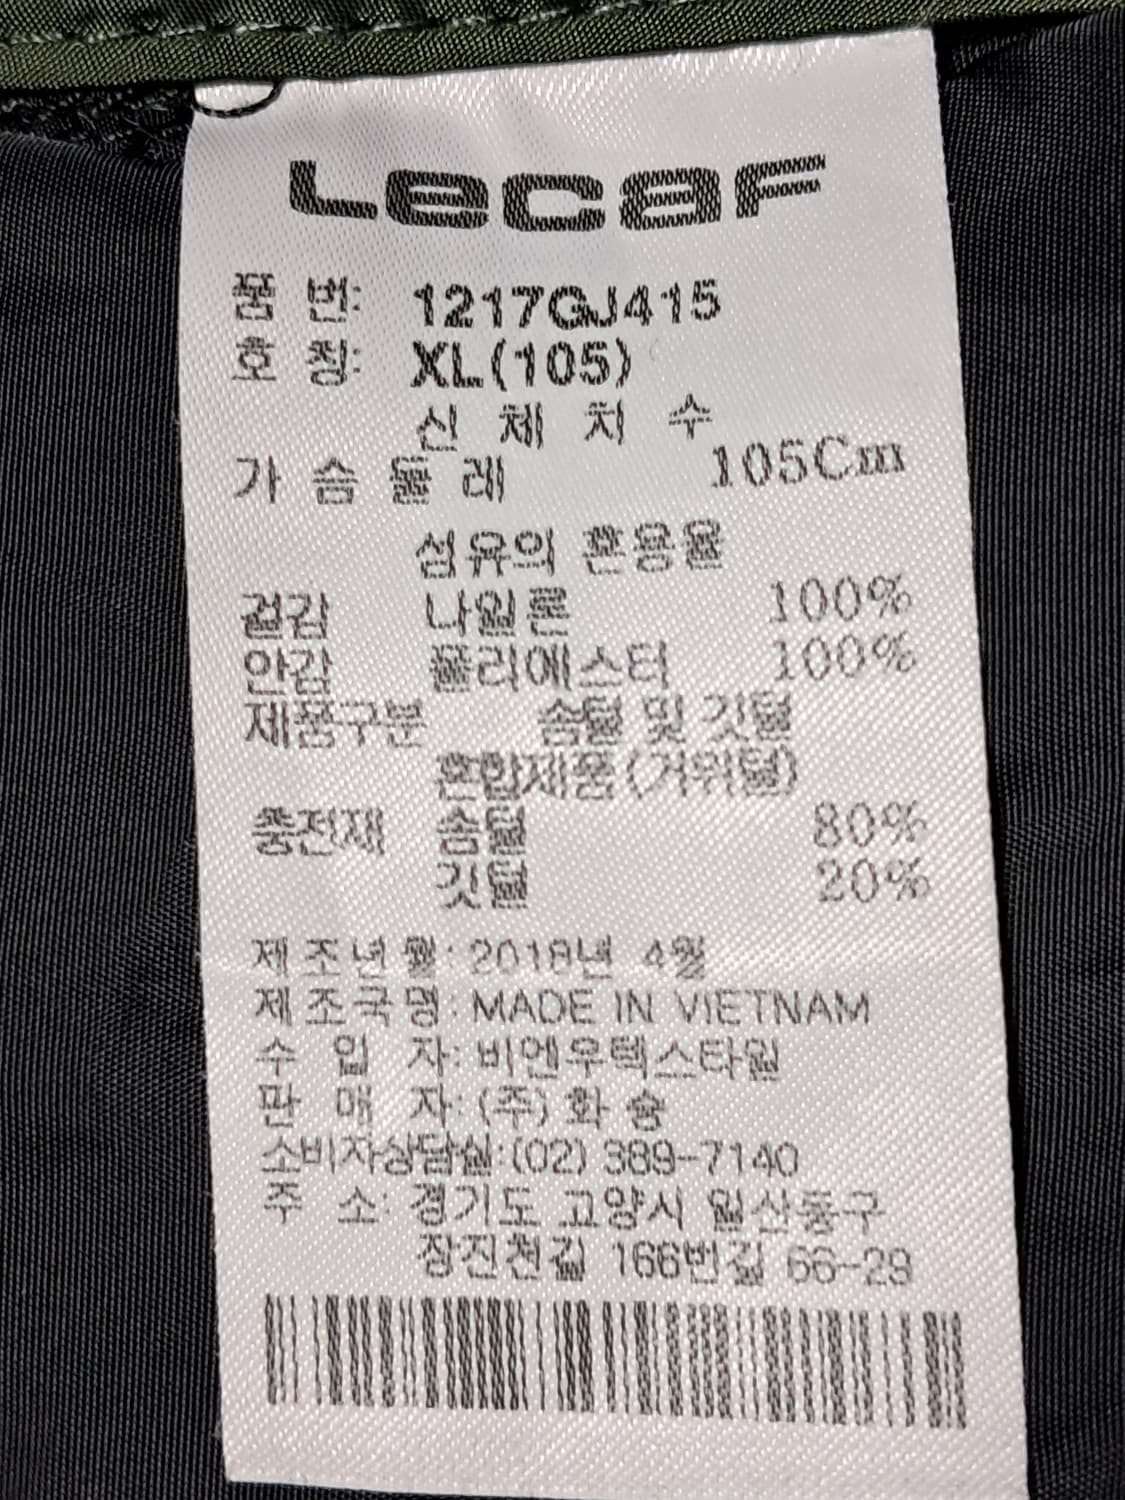 Lecaf
품 번: 1217GJ415
호 칭: XL(105)
신 체 치 수
가 슴 둘 레 105Cm
섬유의 혼용율
겉감 나일론 100%
안감 폴리에스터 100%
제품구분 솜털 및 깃털
혼합제품(거위털)
충전재 솜털 80%
깃털 20%
제 조 년 월: 2018년 4월
제 조 국 명: MADE IN VIETNAM
수 입 자: 비엔우텍스타일
판 매 자: (주) 화 승
소비자상담실:(02) 389-7140
주 소: 경기도 고양시 일산동구
장진천길 166번길 66-29